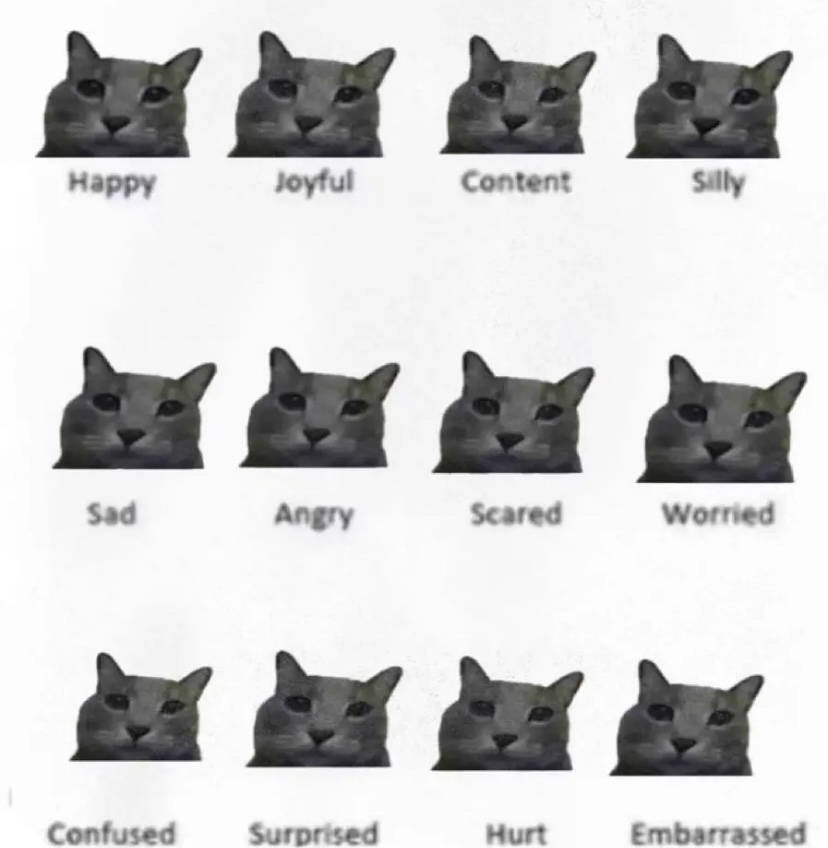 Happy Joyful Content Silly
Sad Angry Scared Worried
Confused Surprised Hurt Embarrassed